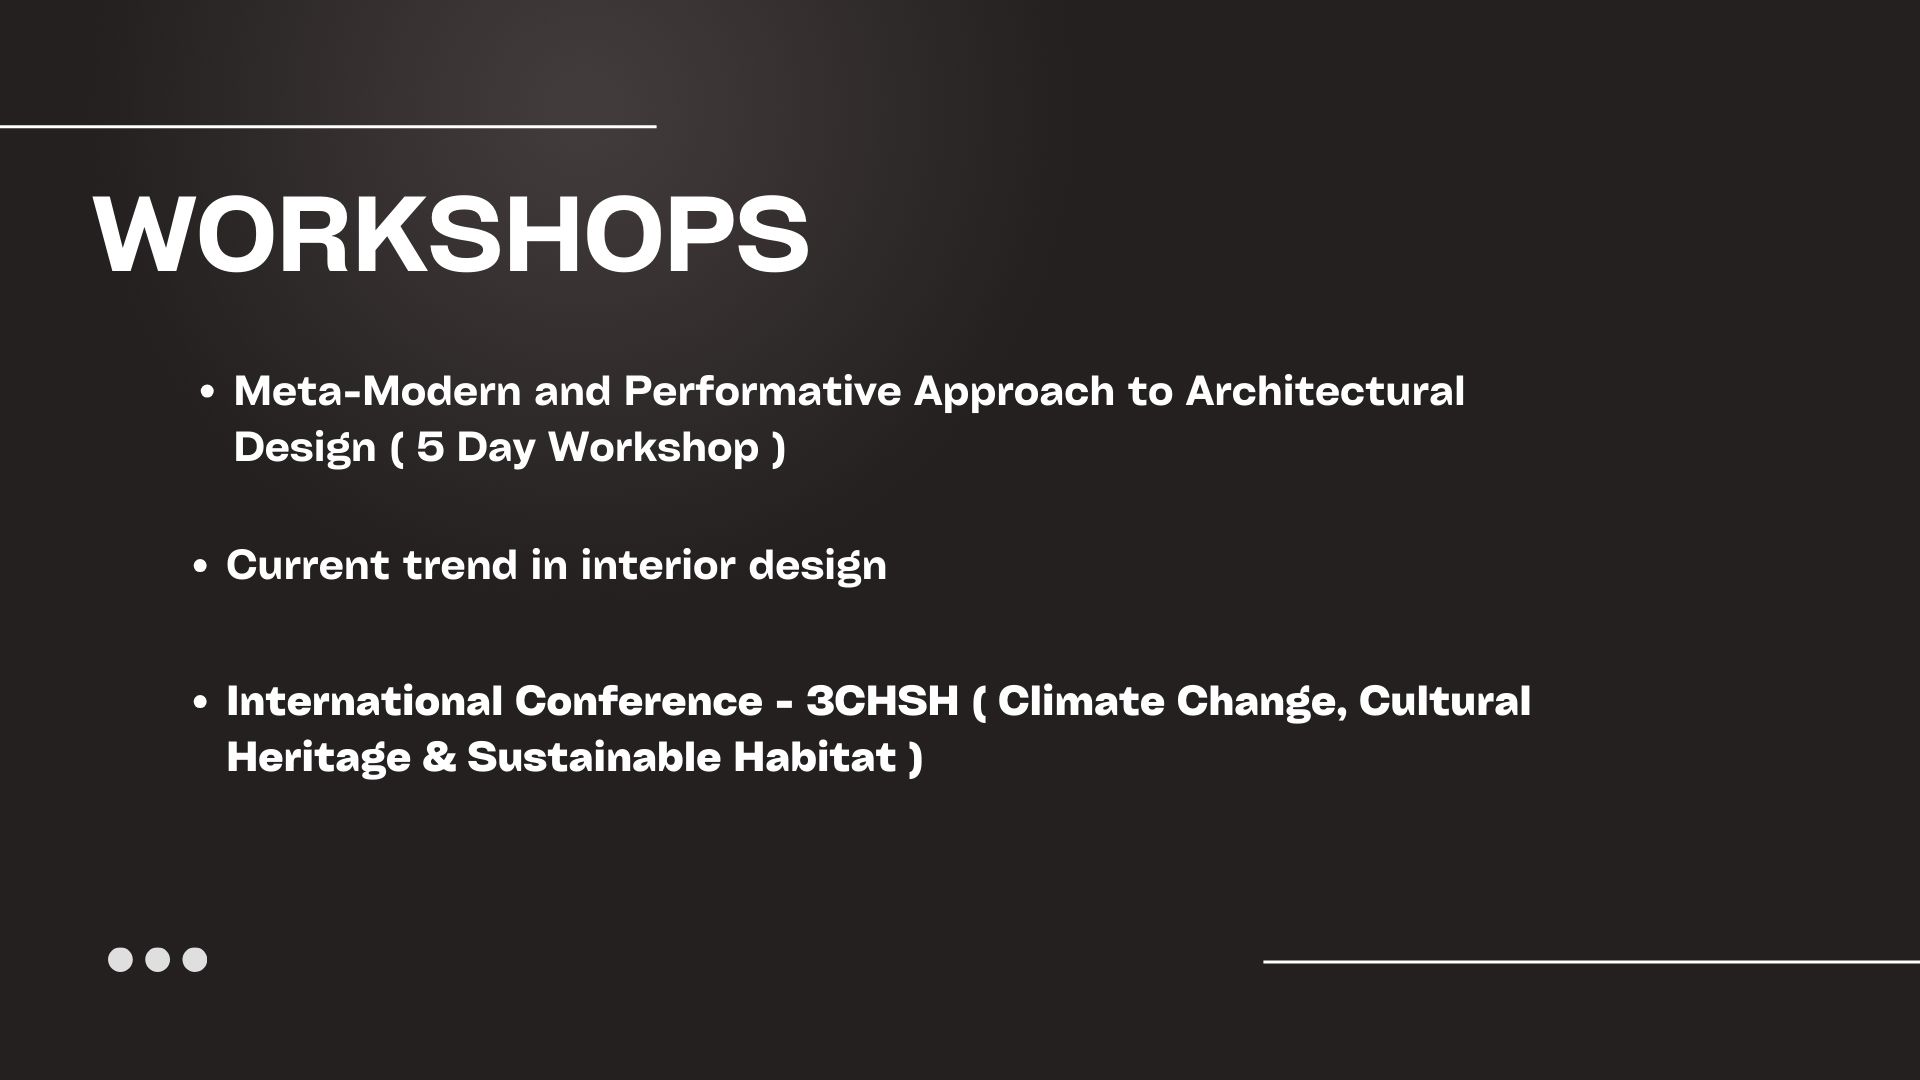 WORKSHOPS
• Meta-Modern and Performative Approach to Architectural
Design ( 5 Day Workshop )
• Current trend in interior design
• International Conference - 3CHSH ( Climate Change, Cultural
Heritage & Sustainable Habitat )